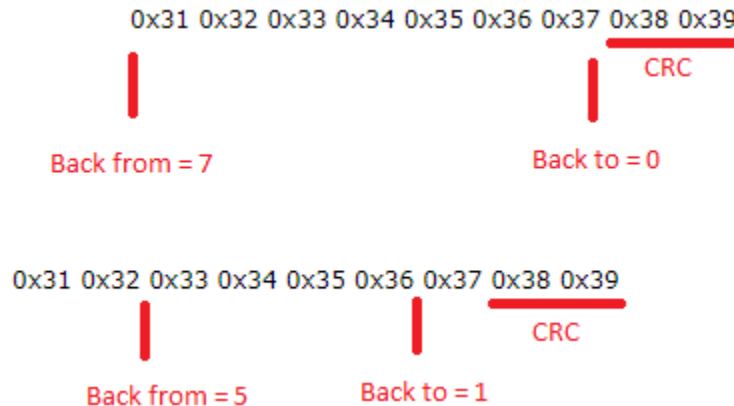 0x31 0x32 0x33 0x34 0x35 0x36 0x37 0x38 0x39
CRC
Back from = 7
Back to = 0
0x31 0x32 0x33 0x34 0x35 0x36 0x37 0x38 0x39
CRC
Back from = 5
Back to = 1